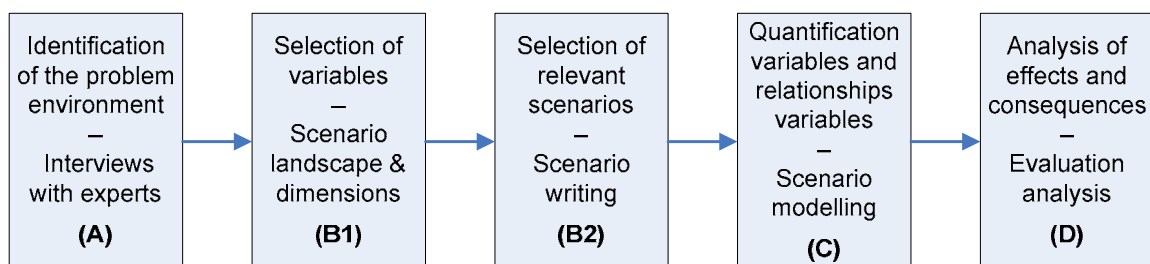 Identification
of the problem
environment
–
Interviews
with experts
(A)
Selection of
variables
–
Scenario
landscape &
dimensions
(B1)
Selection of
relevant
scenarios
–
Scenario
writing
(B2)
Quantification
variables and
relationships
variables
–
Scenario
modelling
(C)
Analysis of
effects and
consequences
–
Evaluation
analysis
(D)